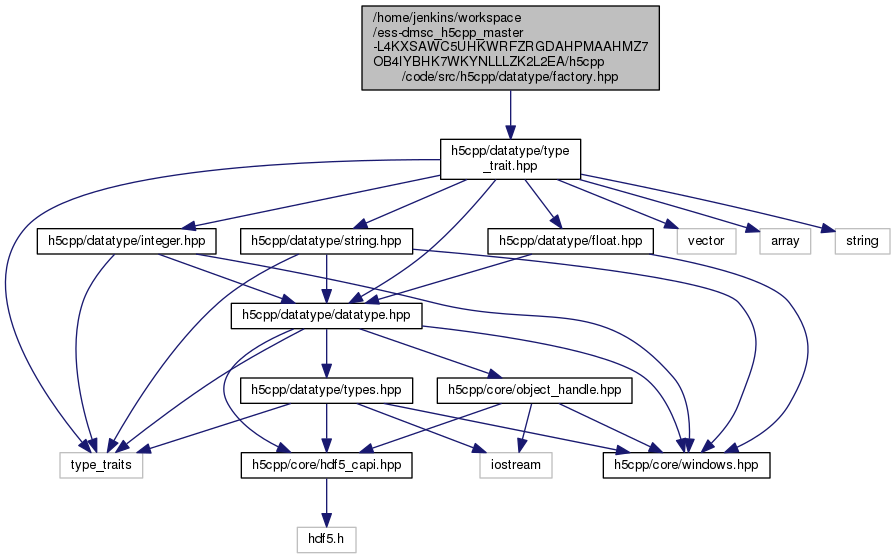 /home/jenkins/workspace
/ess-dmsc_h5cpp_master
-L4KXSAWC5UHKWRFZRGDAHPMAAHMZ7
OB4IYBHK7WKYNLLLZK2L2EA/h5cpp
/code/src/h5cpp/datatype/factory.hpp
h5cpp/datatype/type
_trait.hpp
h5cpp/datatype/integer.hpp
h5cpp/datatype/string.hpp
h5cpp/datatype/float.hpp
vector
array
string
h5cpp/datatype/datatype.hpp
h5cpp/datatype/types.hpp
h5cpp/core/object_handle.hpp
type_traits
h5cpp/core/hdf5_capi.hpp
iostream
h5cpp/core/windows.hpp
hdf5.h